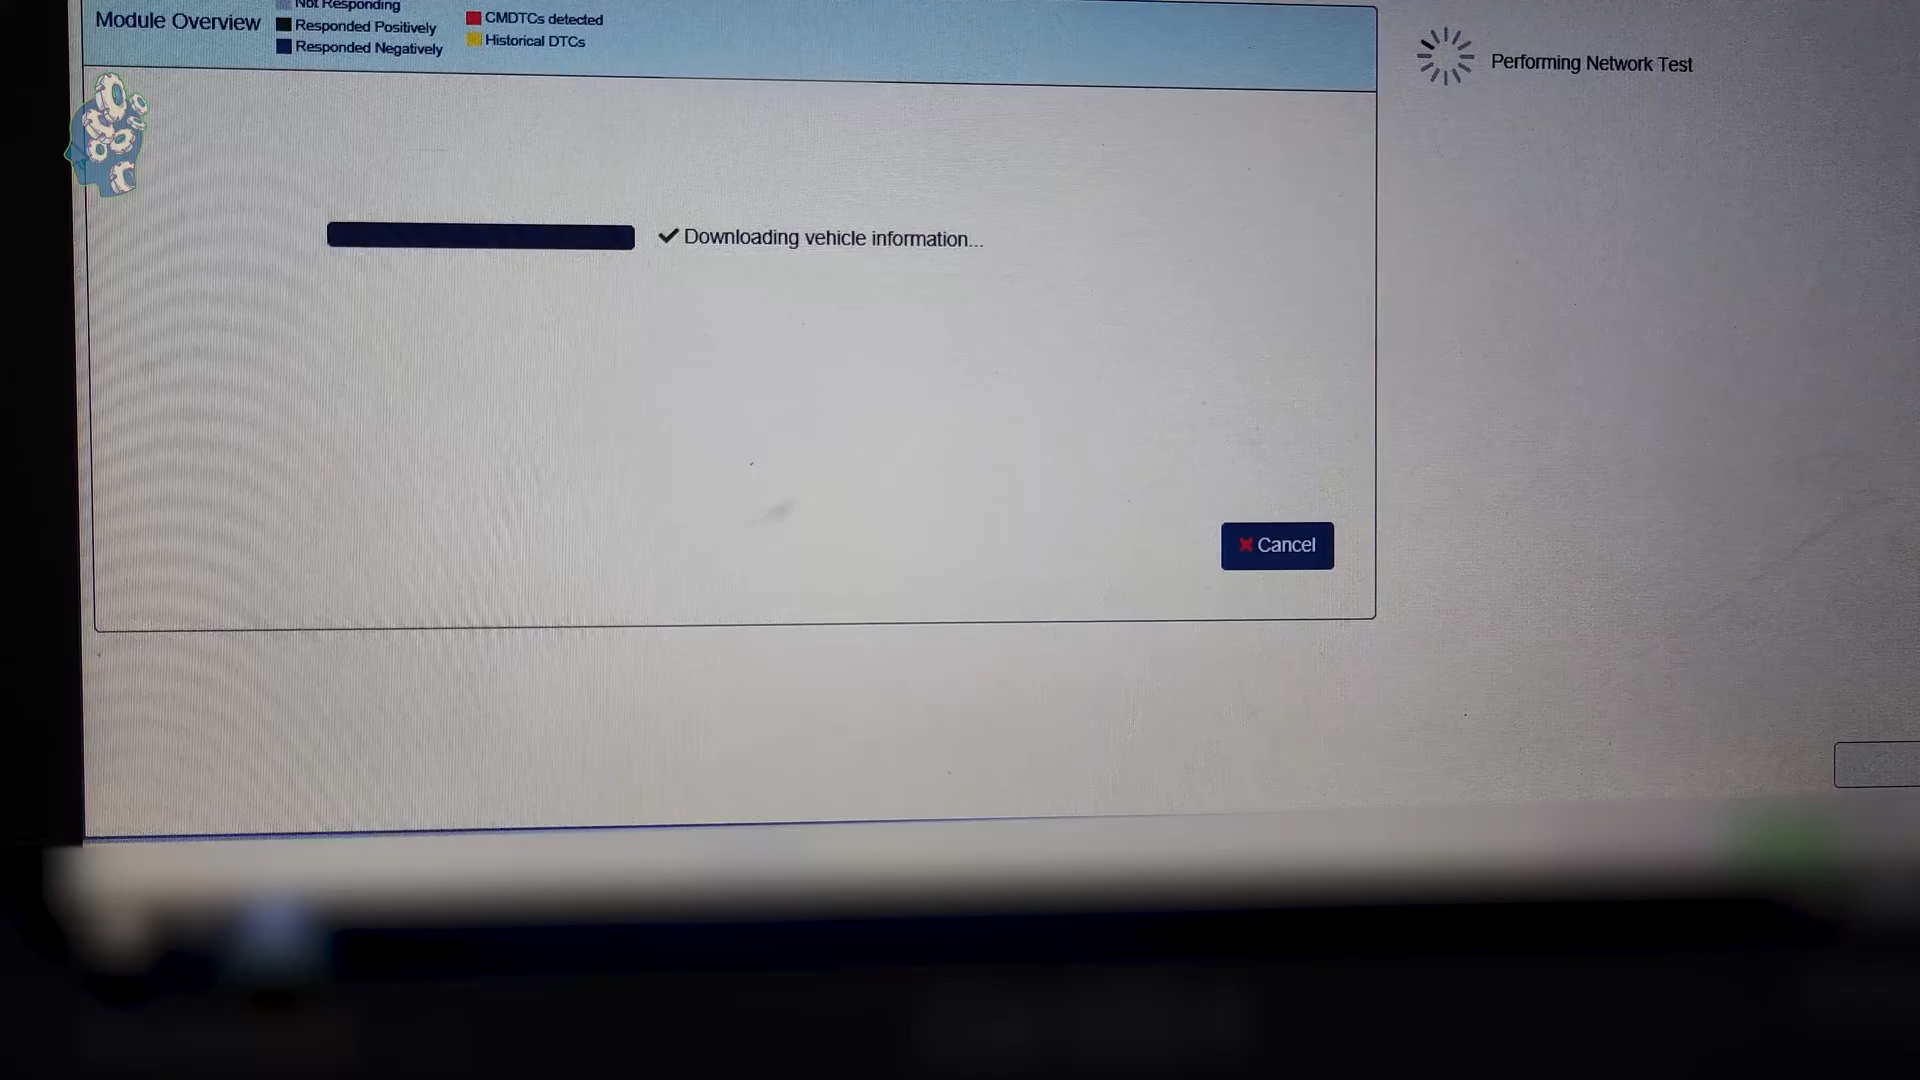 Module Overview
Not Responding
Responded Positively
Responded Negatively
CMDTCs detected
Historical DTCs
Performing Network Test
Downloading vehicle information...
Cancel